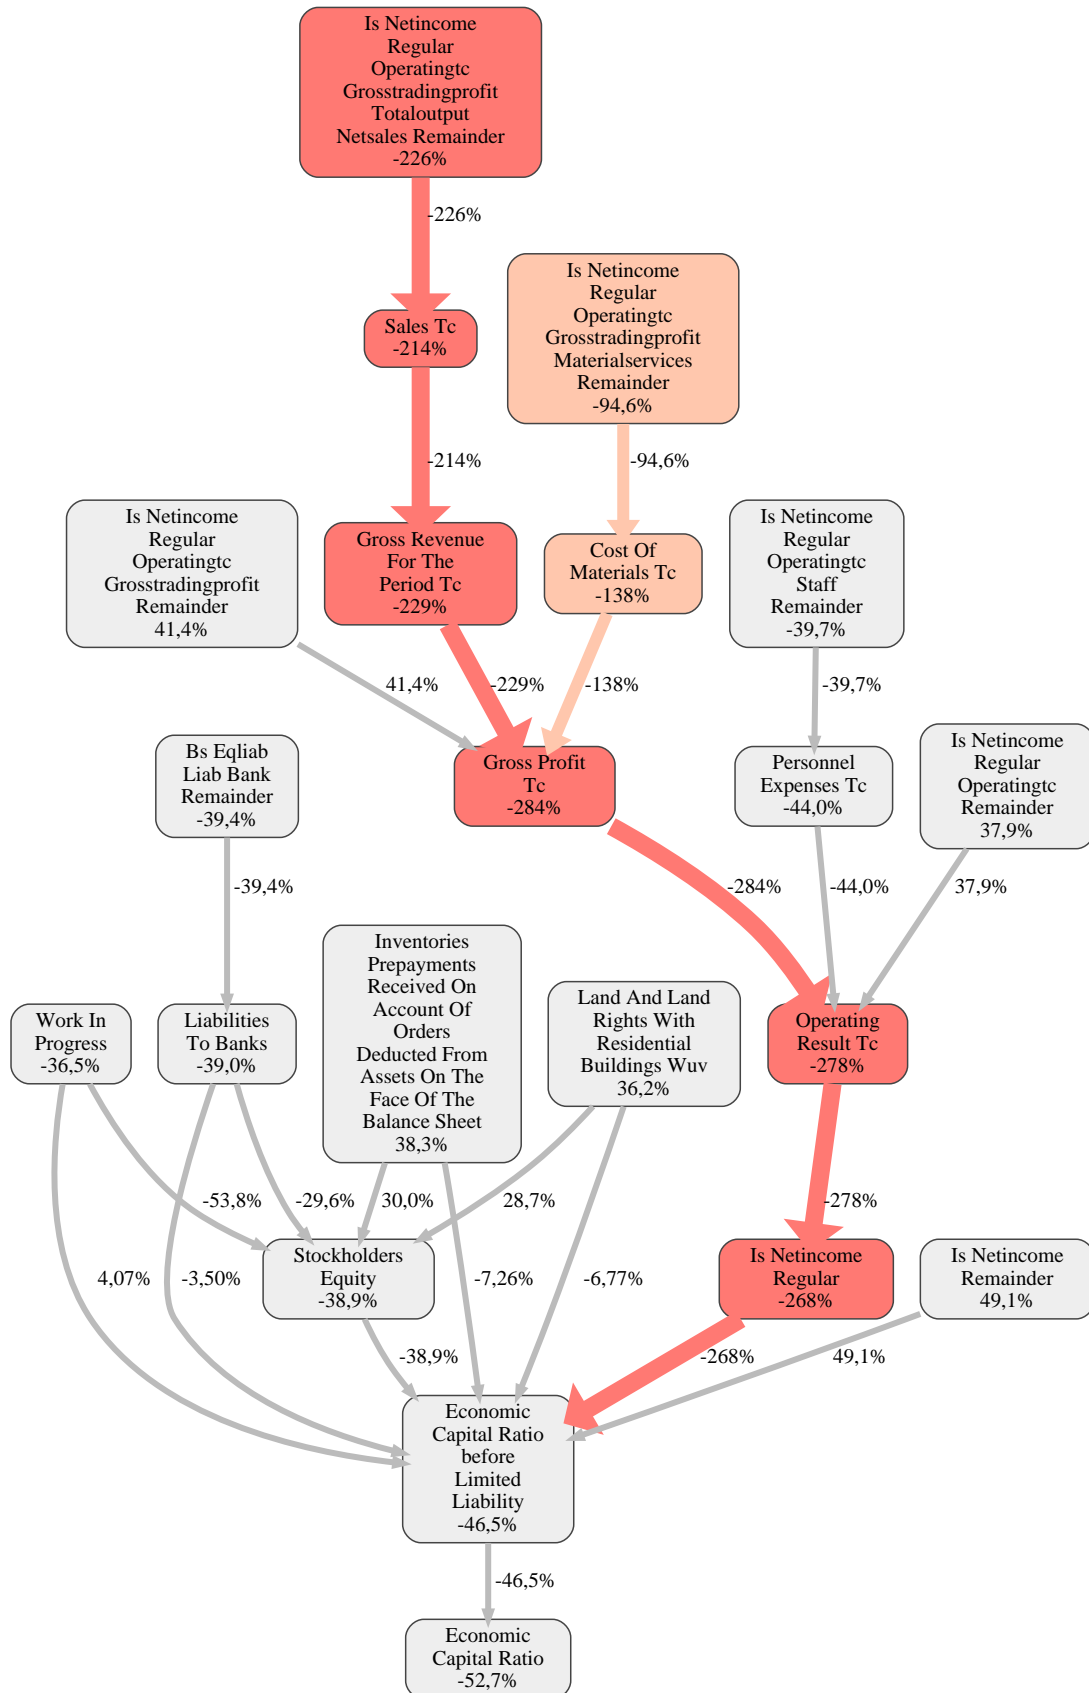 Is Netincome
Regular
Operatingtc
Grosstradingprofit
Totaloutput
Netsales Remainder
-226%
-226%
Sales Tc
-214%
Is Netincome
Regular
Operatingtc
Grosstradingprofit
Materialservices
Remainder
-94,6%
-214%
-94,6%
Is Netincome
Regular
Operatingtc
Grosstradingprofit
Remainder
41,4%
Gross Revenue
For The
Period Tc
-229%
Cost Of
Materials Tc
-138%
Is Netincome
Regular
Operatingtc
Staff
Remainder
-39,7%
41,4%
-229%
-138%
-39,7%
Bs Eqliab
Liab Bank
Remainder
-39,4%
Gross Profit
Tc
-284%
Personnel
Expenses Tc
-44,0%
Is Netincome
Regular
Operatingtc
Remainder
37,9%
-39,4%
-284%
-44,0%
37,9%
Work In
Progress
-36,5%
Liabilities
To Banks
-39,0%
Inventories
Prepayments
Received On
Account Of
Orders
Deducted From
Assets On The
Face Of The
Balance Sheet
38,3%
Land And Land
Rights With
Residential
Buildings Wuv
36,2%
Operating
Result Tc
-278%
-53,8%
-29,6%
30,0%
28,7%
-278%
4,07%
-3,50%
Stockholders
Equity
-38,9%
-7,26%
-6,77%
Is Netincome
Regular
-268%
Is Netincome
Remainder
49,1%
-38,9%
-268%
49,1%
Economic
Capital Ratio
before
Limited
Liability
-46,5%
-46,5%
Economic
Capital Ratio
-52,7%